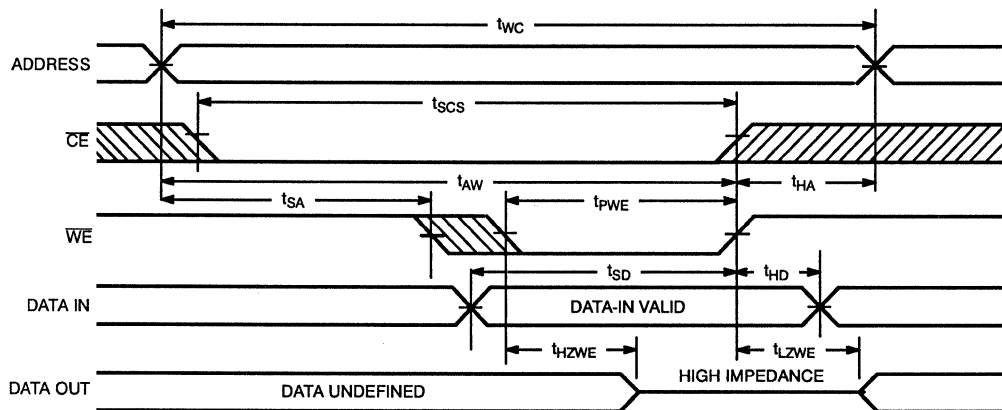 tWC
ADDRESS
tSCS
CE
tAW
tHA
tSA
tPWE
WE
tSD
tHD
DATA IN
DATA-IN VALID
tHZWE
tLZWE
HIGH IMPEDANCE
DATA OUT
DATA UNDEFINED